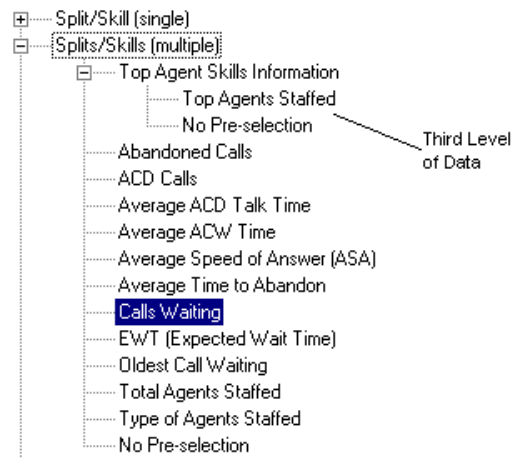 Split/Skill (single)
Splits/Skills (multiple)
Top Agent Skills Information
Top Agents Staffed
No Pre-selection
Third Level
of Data
Abandoned Calls
ACD Calls
Average ACD Talk Time
Average ACW Time
Average Speed of Answer (ASA)
Average Time to Abandon
Calls Waiting
EWT (Expected Wait Time)
Oldest Call Waiting
Total Agents Staffed
Type of Agents Staffed
No Pre-selection